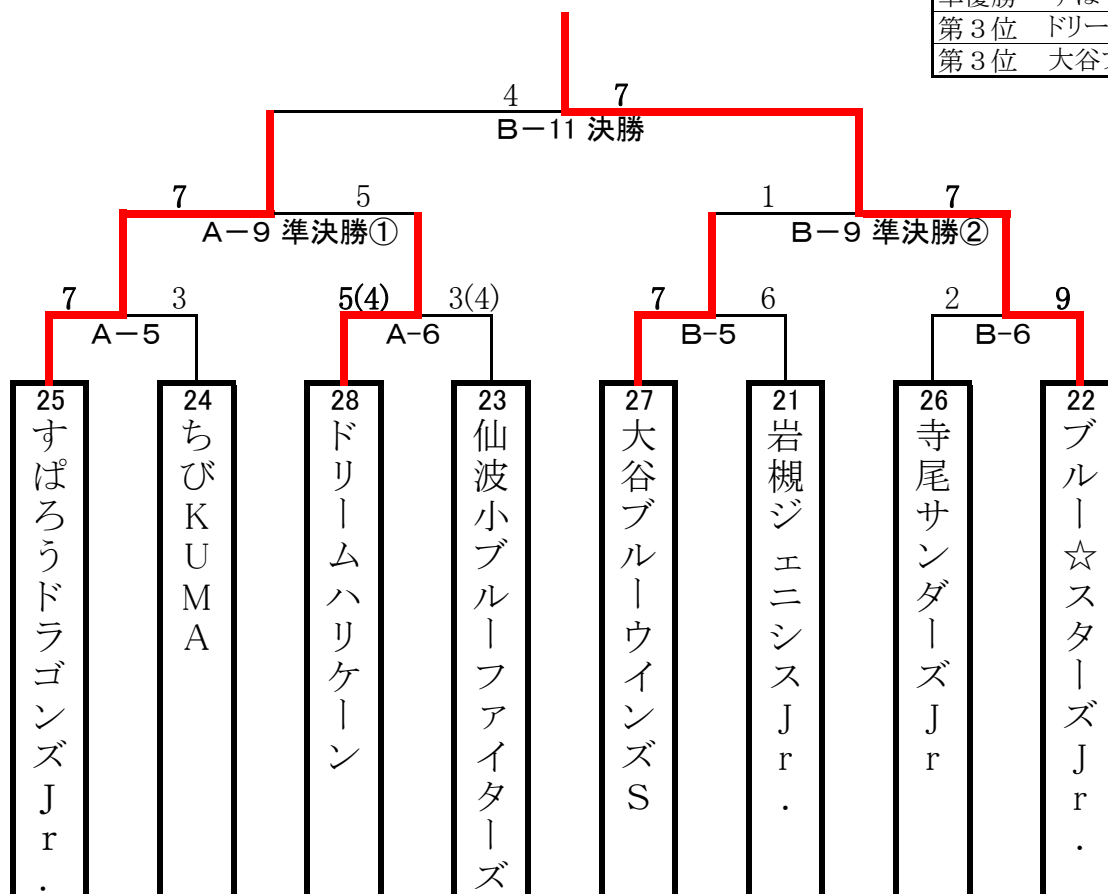 第３位 ドリー
第３位 大谷
4 7
B－11 決勝
7 5 1 7
A－9 準決勝① B－9 準決勝②
7 3 5(4) 3(4) 7 6 2 9
A－5 A-6 B-5 B-6
25 24 28 23 27 21 26 22
すぱろうドラゴンズJr.
ちびKUMA
ドリームハリケーン
仙波小ブルーファイターズ
大谷ブルーウインズS
岩槻ジェニシスJr.
寺尾サンダーズJr
ブルー☆スターズJr.